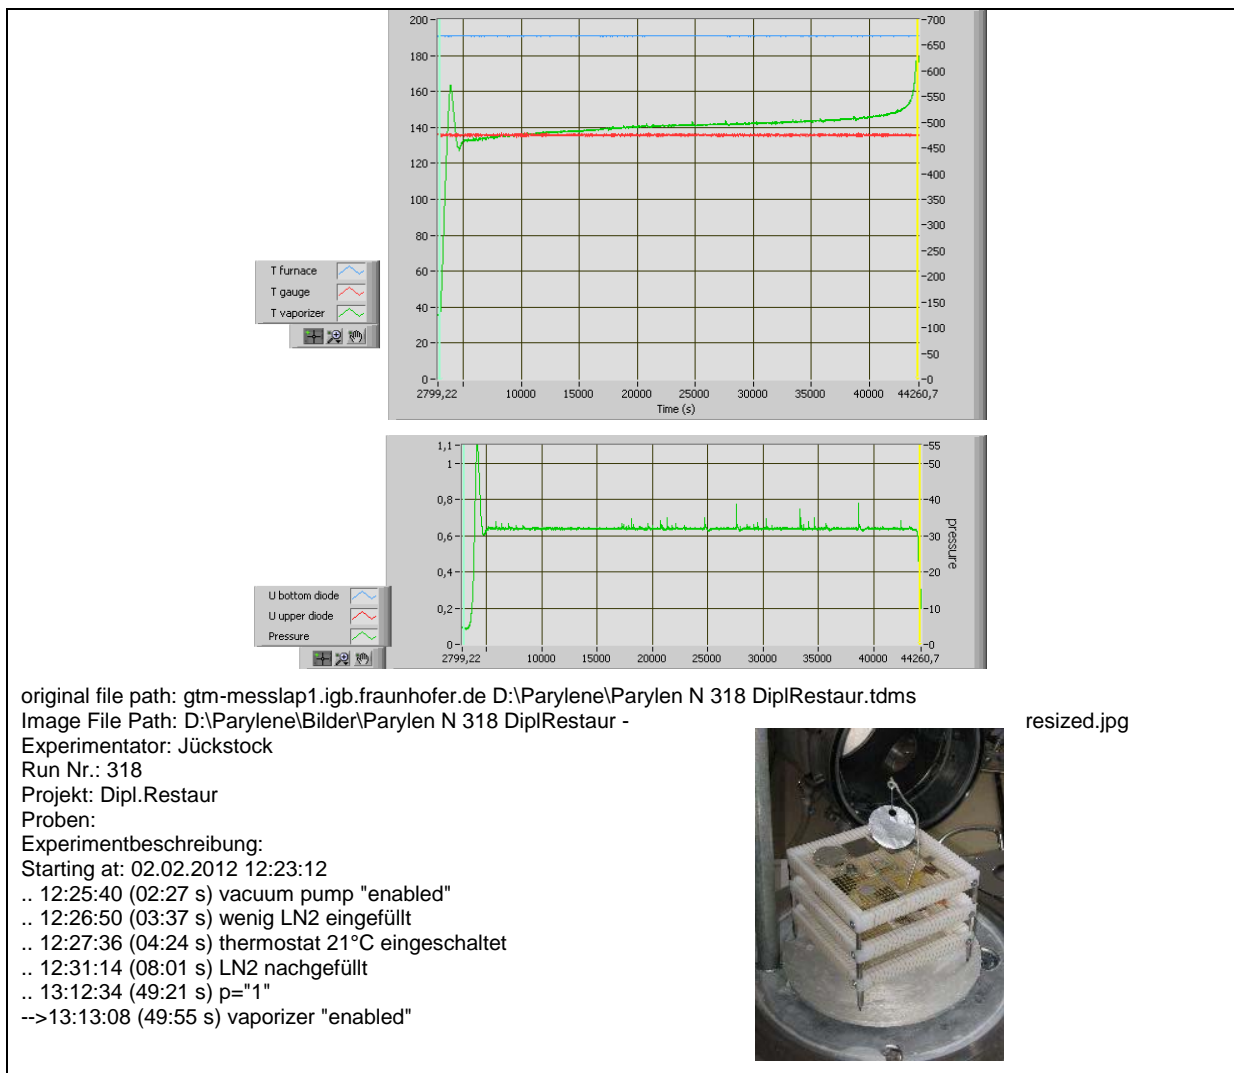 200
180
160
140
120
100
80
60
40
20
0
700
650
600
550
500
450
400
350
300
250
200
150
100
50
0
2799,22 10000 15000 20000 25000 30000 35000 40000 44260,7
Time (s)
T furnace
T gauge
T vaporizer
1,1
1
0,8
0,6
0,4
0,2
0
55
50
40
30
20
10
0
pressure
2799,22 10000 15000 20000 25000 30000 35000 40000 44260,7
U bottom diode
U upper diode
Pressure
original file path: gtm-messlap1.igb.fraunhofer.de D:\Parylene\Parylen N 318 DiplRestaur.tdms
Image File Path: D:\Parylene\Bilder\Parylen N 318 DiplRestaur - resized.jpg
Experimentator: Jückstock
Run Nr.: 318
Projekt: Dipl.Restaur
Proben:
Experimentbeschreibung:
Starting at: 02.02.2012 12:23:12
.. 12:25:40 (02:27 s) vacuum pump "enabled"
.. 12:26:50 (03:37 s) wenig LN2 eingefüllt
.. 12:27:36 (04:24 s) thermostat 21°C eingeschaltet
.. 12:31:14 (08:01 s) LN2 nachgefüllt
.. 13:12:34 (49:21 s) p="1"
-->13:13:08 (49:55 s) vaporizer "enabled"